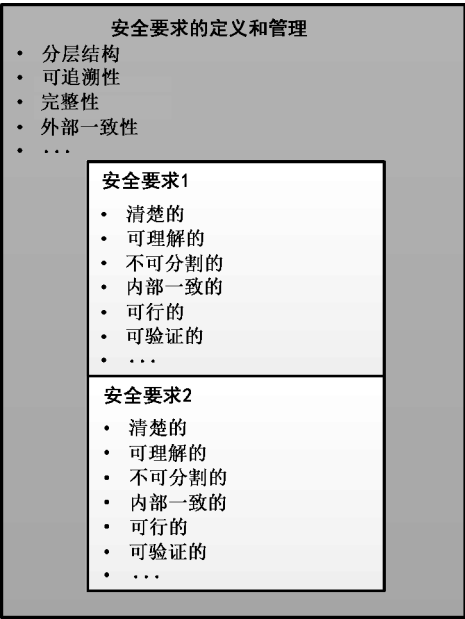 安全要求的定义和管理
• 分层结构
• 可追溯性
• 完整性
• 外部一致性
• ···
安全要求1
• 清楚的
• 可理解的
• 不可分割的
• 内部一致的
• 可行的
• 可验证的
• ···
安全要求2
• 清楚的
• 可理解的
• 不可分割的
• 内部一致的
• 可行的
• 可验证的
• ···